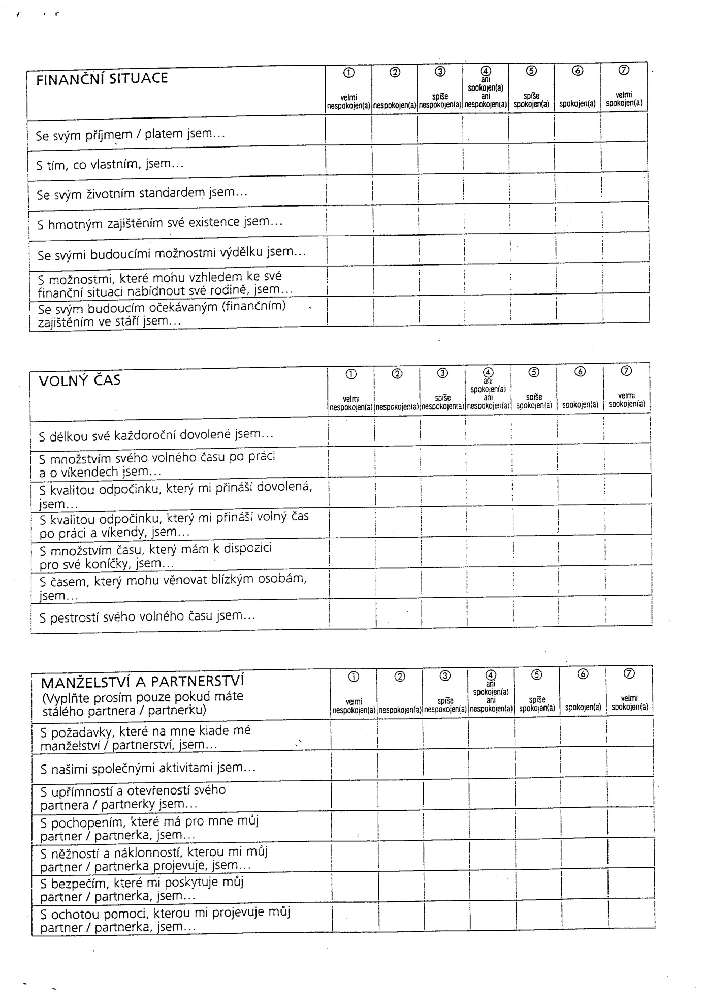 FINANČNÍ SITUACE
① ② ③ ④ ⑤ ⑥ ⑦
velmi nespokojen(a)
nespokojen(a)
spíše nespokojen(a)
ani spokojen(a) ani nespokojen(a)
spíše spokojen(a)
spokojen(a)
velmi spokojen(a)
Se svým příjmem / platem jsem...
S tím, co vlastním, jsem...
Se svým životním standardem jsem...
S hmotným zajištěním své existence jsem...
Se svými budoucími možnostmi výdělku jsem...
S možnostmi, které mohu vzhledem ke své
finanční situaci nabídnout své rodině, jsem...
Se svým budoucím očekávaným (finančním)
zajištěním ve stáří jsem...
VOLNÝ ČAS
① ② ③ ④ ⑤ ⑥ ⑦
velmi nespokojen(a)
nespokojen(a)
spíše nespokojen(a)
ani spokojen(a) ani nespokojen(a)
spíše spokojen(a)
spokojen(a)
velmi spokojen(a)
S délkou své každoroční dovolené jsem...
S množstvím svého volného času po práci
a o víkendech jsem...
S kvalitou odpočinku, který mi přináší dovolená,
jsem...
S kvalitou odpočinku, který mi přináší volný čas
po práci a víkendy, jsem...
S množstvím času, který mám k dispozici
pro své koníčky, jsem...
S časem, který mohu věnovat blízkým osobám,
jsem...
S pestrostí svého volného času jsem...
MANŽELSTVÍ A PARTNERSTVÍ
(Vyplňte prosím pouze pokud máte
stálého partnera / partnerku)
① ② ③ ④ ⑤ ⑥ ⑦
velmi nespokojen(a)
nespokojen(a)
spíše nespokojen(a)
ani spokojen(a) ani nespokojen(a)
spíše spokojen(a)
spokojen(a)
velmi spokojen(a)
S požadavky, které na mne klade mé
manželství / partnerství, jsem...
S našimi společnými aktivitami jsem...
S upřímností a otevřeností svého
partnera / partnerky jsem...
S pochopením, které má pro mne můj
partner / partnerka, jsem...
S něžností a náklonností, kterou mi můj
partner / partnerka projevuje, jsem...
S bezpečím, které mi poskytuje můj
partner / partnerka, jsem...
S ochotou pomoci, kterou mi projevuje můj
partner / partnerka, jsem...